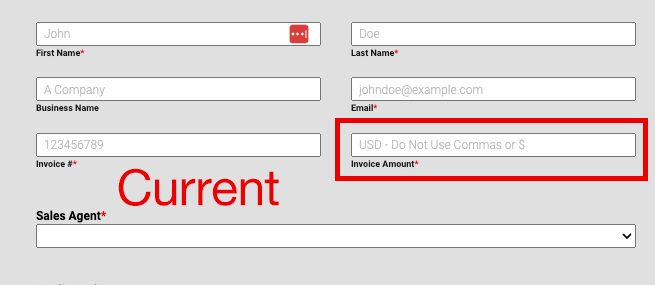 John
Doe
First Name*
Last Name*
A Company
johndoe@example.com
Business Name
Email*
123456789
USD - Do Not Use Commas or $
Invoice #*
Invoice Amount*
Current
Sales Agent*